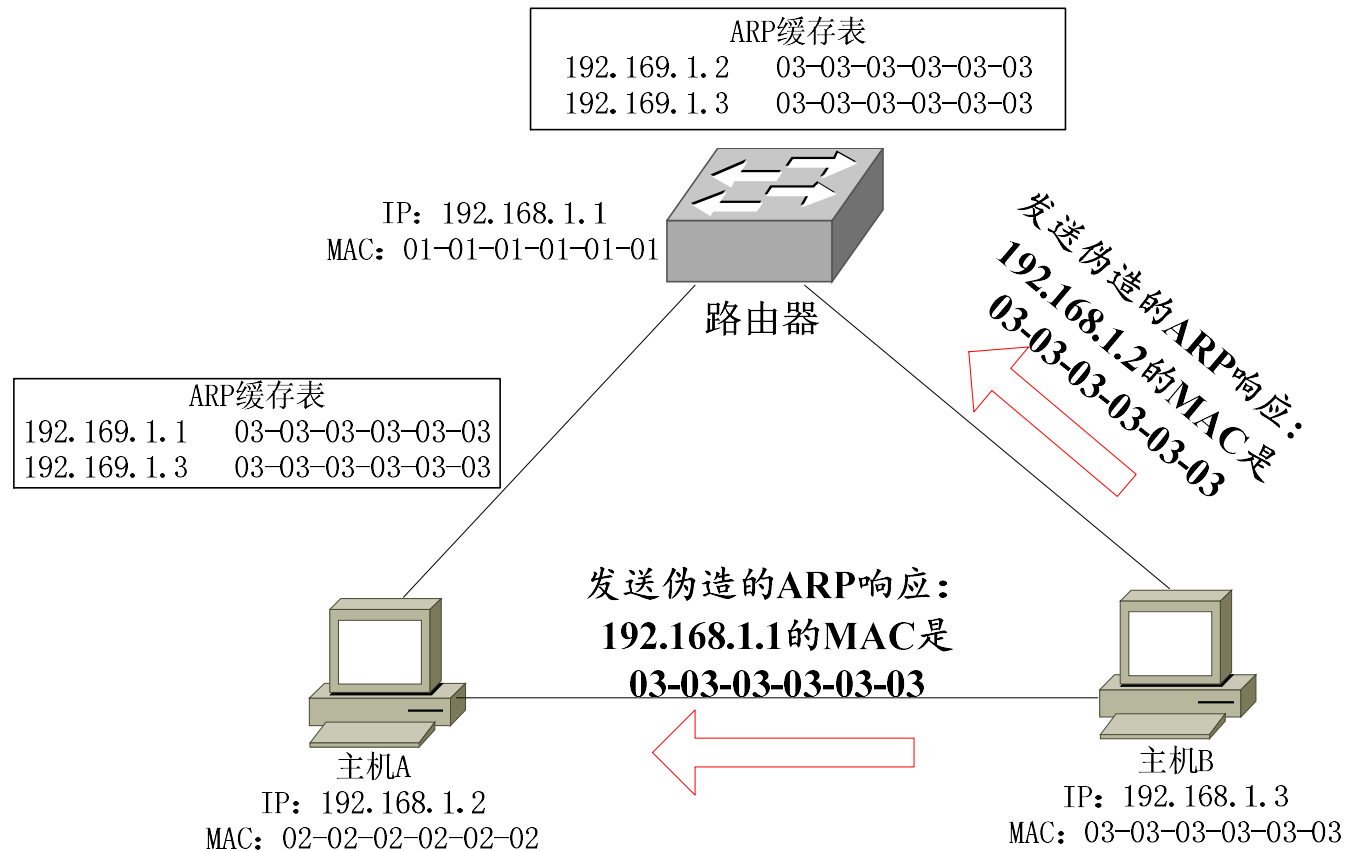 ARP缓存表
192.169.1.2 03-03-03-03-03-03
192.169.1.3 03-03-03-03-03-03
IP：192.168.1.1
MAC：01-01-01-01-01-01
路由器
发送伪造的ARP响应：
192.168.1.2的MAC是
03-03-03-03-03-03
ARP缓存表
192.169.1.1 03-03-03-03-03-03
192.169.1.3 03-03-03-03-03-03
发送伪造的ARP响应：
192.168.1.1的MAC是
03-03-03-03-03-03
主机A
IP：192.168.1.2
MAC：02-02-02-02-02-02
主机B
IP：192.168.1.3
MAC：03-03-03-03-03-03